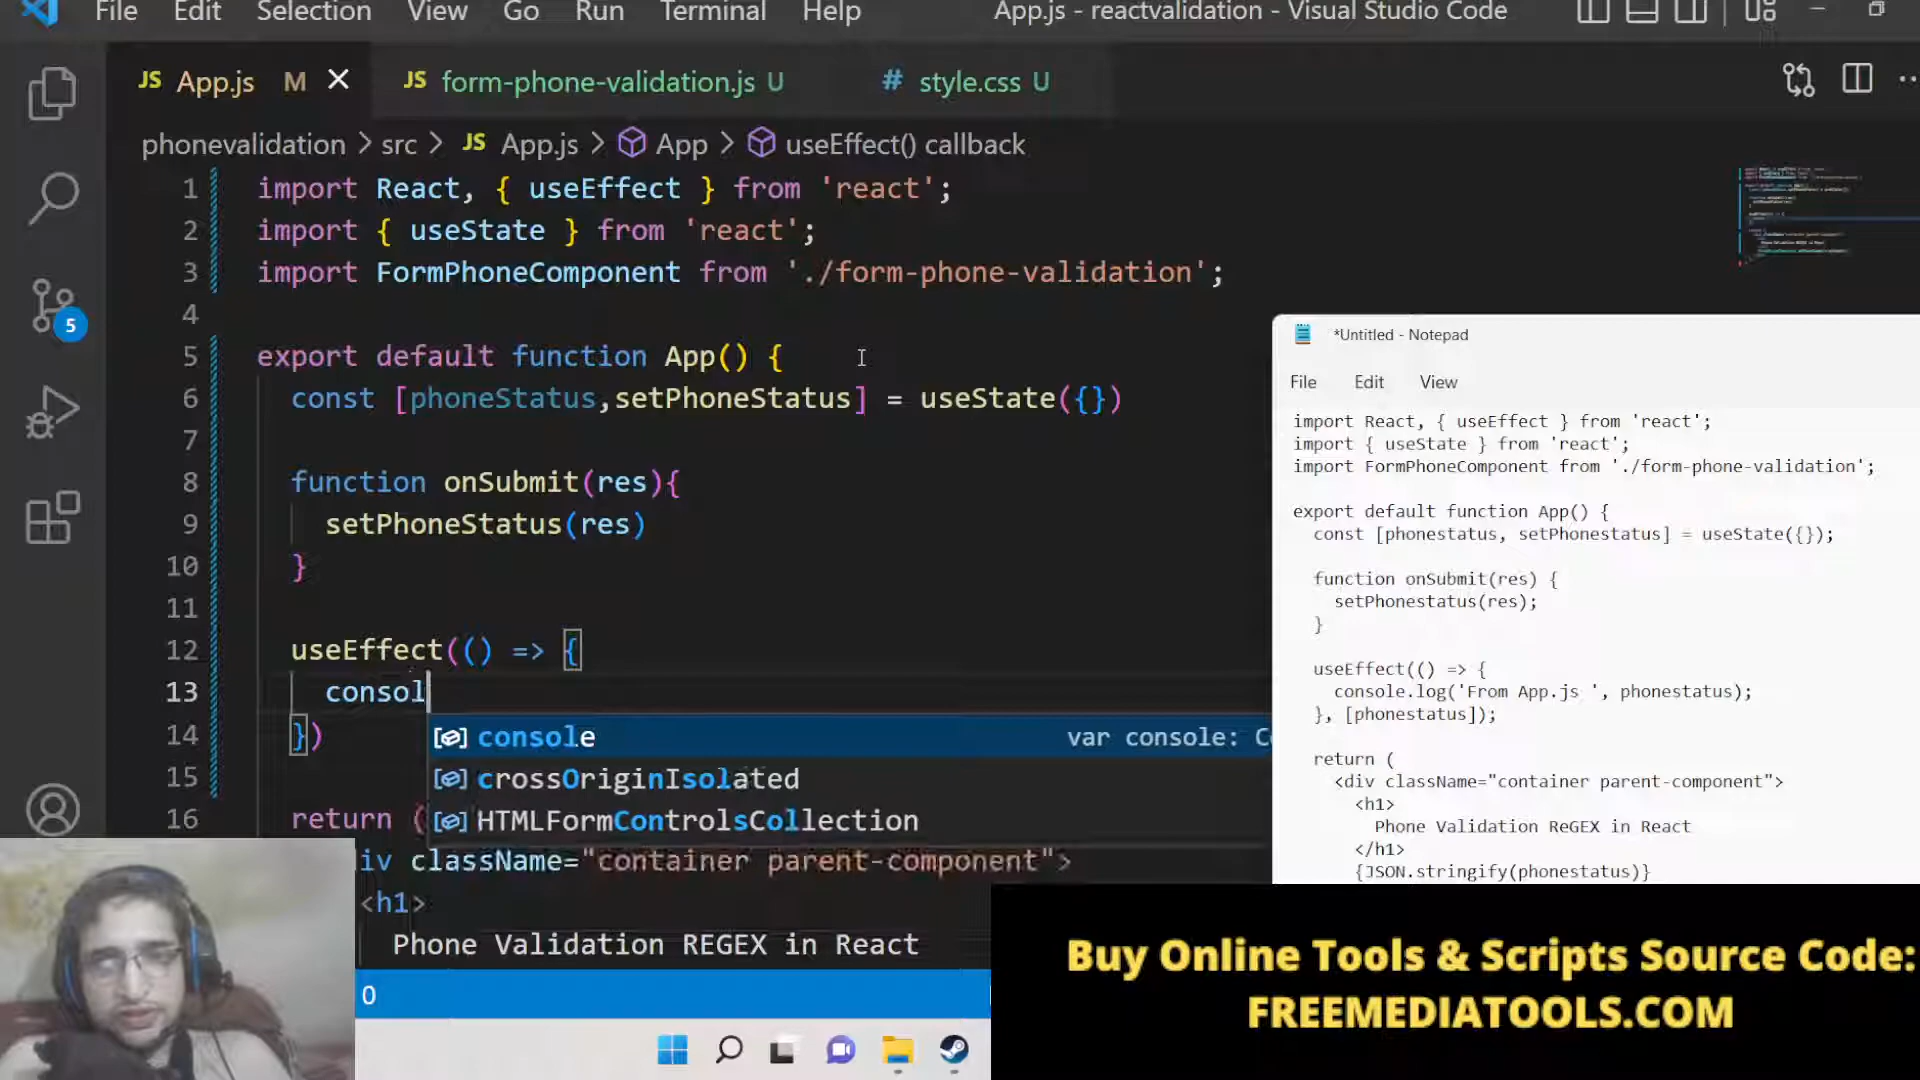 File Edit Selection View Go Run Terminal Help App.js - reactvalidation - Visual Studio Code
JS App.js M JS form-phone-validation.js U # style.css U
phonevalidation > src > JS App.js > App > useEffect() callback
1 import React, { useEffect } from 'react';
2 import { useState } from 'react';
3 import FormPhoneComponent from './form-phone-validation';
4
5 export default function App() {
6 const [phoneStatus,setPhoneStatus] = useState({})
7
8 function onSubmit(res){
9 setPhoneStatus(res)
10 }
11
12 useEffect(() => {
13 consol
14 })
15
16 return (
iv className="container parent-component">
<h1>
Phone Validation REGEX in React
console var console: C
crossOriginIsolated
HTMLFormControlsCollection
5
0
*Untitled - Notepad
File Edit View
import React, { useEffect } from 'react';
import { useState } from 'react';
import FormPhoneComponent from './form-phone-validation';
export default function App() {
const [phonestatus, setPhonestatus] = useState({});
function onSubmit(res) {
setPhonestatus(res);
}
useEffect(() => {
console.log('From App.js ', phonestatus);
}, [phonestatus]);
return (
<div className="container parent-component">
<h1>
Phone Validation ReGEX in React
</h1>
{JSON.stringify(phonestatus)}
Buy Online Tools & Scripts Source Code:
FREEMEDIATOOLS.COM